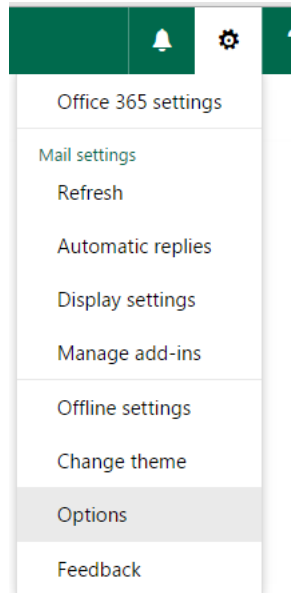 Office 365 settings
Mail settings
Refresh
Automatic replies
Display settings
Manage add-ins
Offline settings
Change theme
Options
Feedback